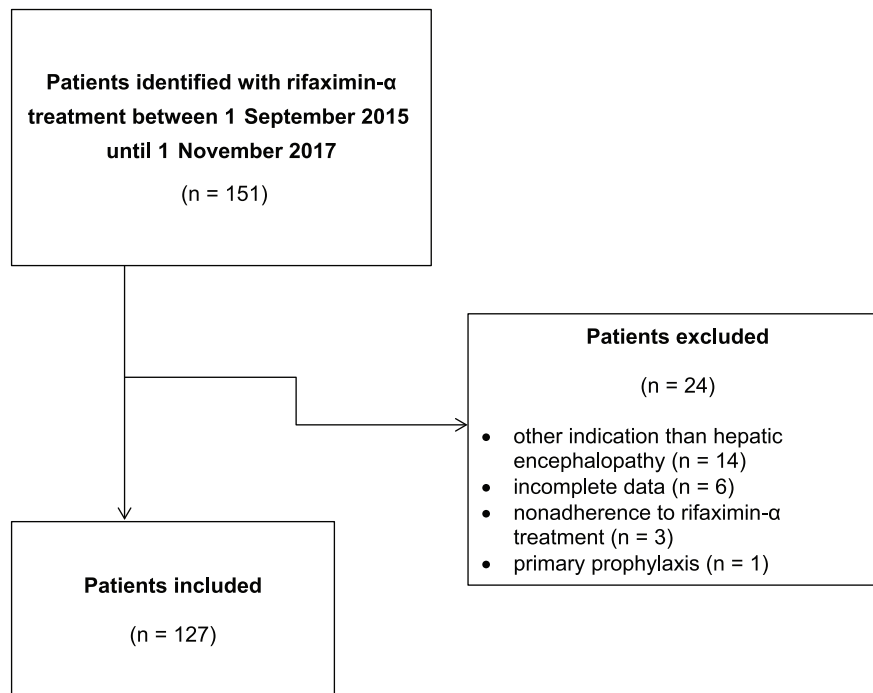 Patients identified with rifaximin-α
treatment between 1 September 2015
until 1 November 2017
(n = 151)
Patients excluded
(n = 24)
• other indication than hepatic
encephalopathy (n = 14)
• incomplete data (n = 6)
• nonadherence to rifaximin-α
treatment (n = 3)
• primary prophylaxis (n = 1)
Patients included
(n = 127)